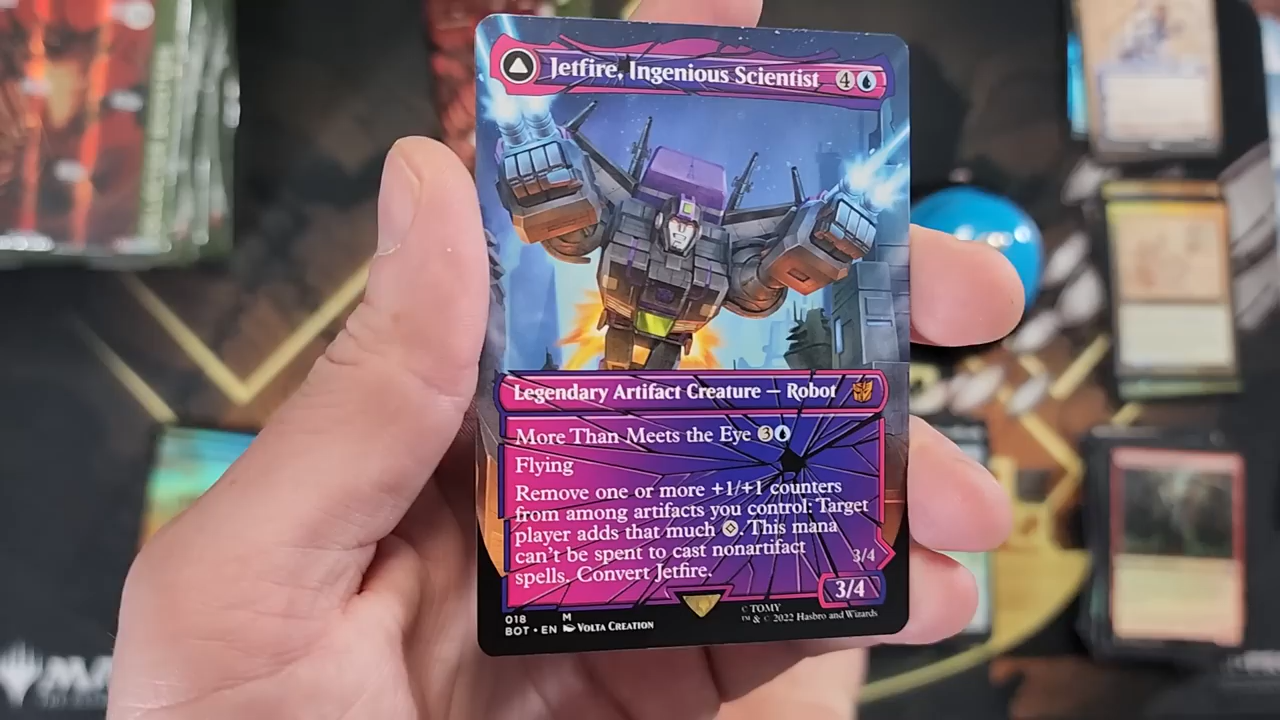 Jetfire, Ingenious Scientist 4
Legendary Artifact Creature — Robot
More Than Meets the Eye 3
Flying
Remove one or more +1/+1 counters
from among artifacts you control: Target
player adds that much ◇. This mana
can't be spent to cast nonartifact
spells. Convert Jetfire.
3/4
3/4
018 M
BOT • EN VOLTA CREATION
© TOMY
™ & © 2022 Hasbro and Wizards